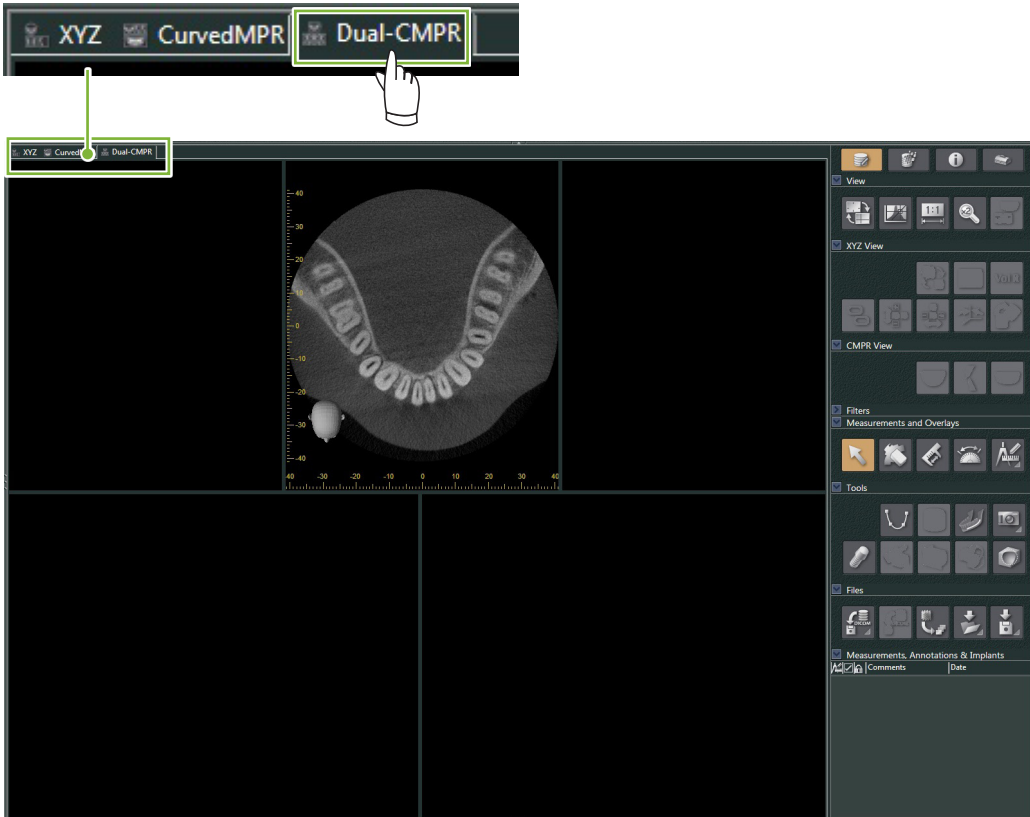 XYZ CurvedMPR Dual-CMPR
XYZ Dual-CMPR
View
1:1
x2
XYZ View
CMPR View
Filters
Measurements and Overlays
Tools
Files
DICOM
Measurements, Annotations & Implants
Comments Date
40
30
20
10
0
-10
-20
-30
-40
40 -30 -20 -10 0 10 20 30 40